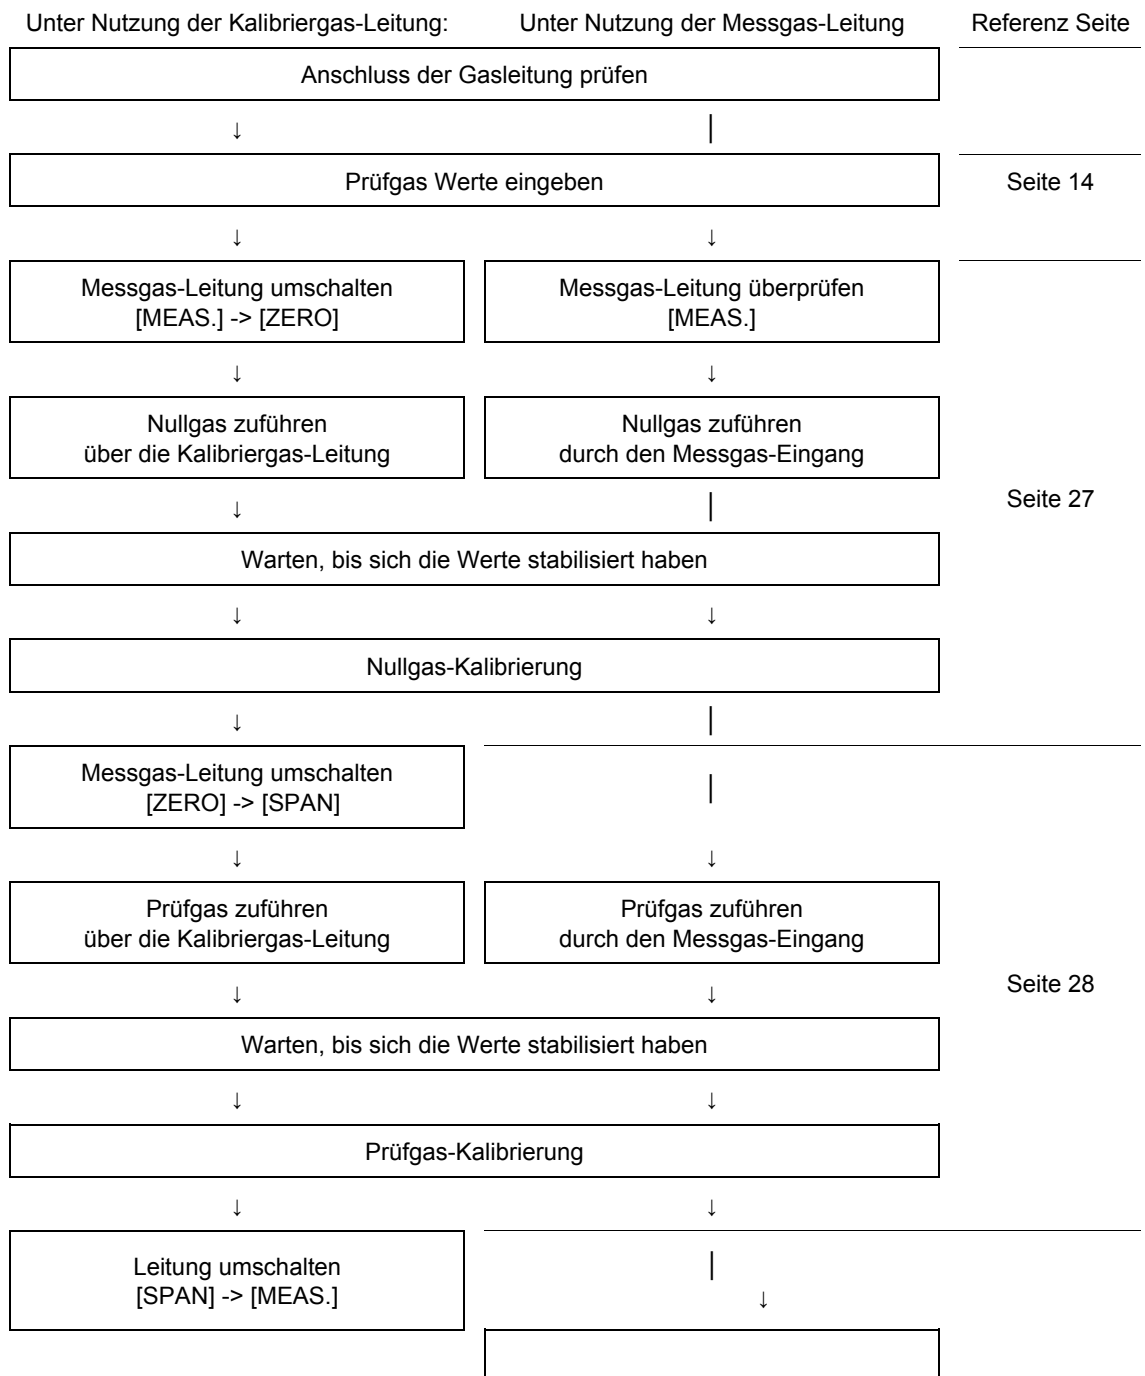 Unter Nutzung der Kalibriergas-Leitung: Unter Nutzung der Messgas-Leitung Referenz Seite
Anschluss der Gasleitung prüfen
↓ |
Prüfgas Werte eingeben Seite 14
↓ ↓
Messgas-Leitung umschalten
[MEAS.] -> [ZERO]
Messgas-Leitung überprüfen
[MEAS.]
↓ ↓
Nullgas zuführen
über die Kalibriergas-Leitung
Nullgas zuführen
durch den Messgas-Eingang
Seite 27
↓ |
Warten, bis sich die Werte stabilisiert haben
↓ ↓
Nullgas-Kalibrierung
↓ |
Messgas-Leitung umschalten
[ZERO] -> [SPAN]
|
↓ ↓
Prüfgas zuführen
über die Kalibriergas-Leitung
Prüfgas zuführen
durch den Messgas-Eingang
Seite 28
↓ ↓
Warten, bis sich die Werte stabilisiert haben
↓ ↓
Prüfgas-Kalibrierung
↓ ↓
Leitung umschalten
[SPAN] -> [MEAS.]
|
↓